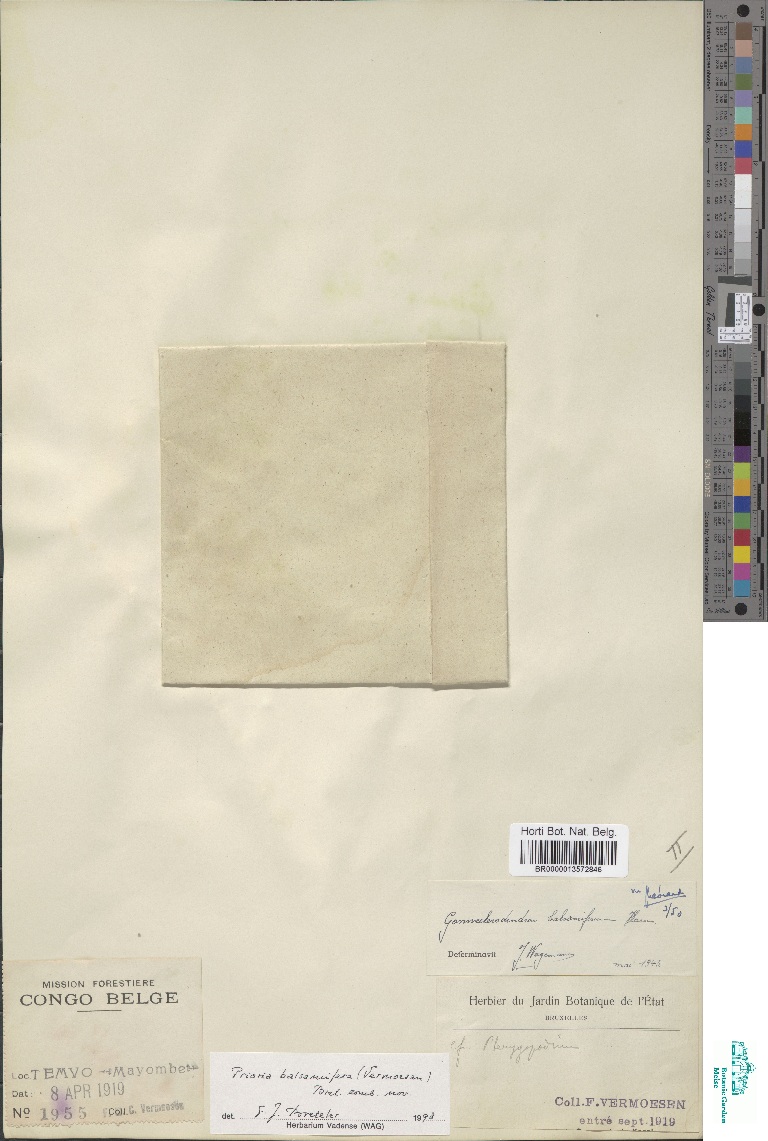 Horti Bot. Nat. Belg.
BR0000013572846
II
3/50
Gossweilerodendron balsamiferum Harms
Determinavit J. Wagemans
mai 1948
Herbier du Jardin Botanique de l'État
BRUXELLES
cf. Pterygopodium
Coll. F. VERMOESEN
entré sept. 1919
MISSION FORESTIERE
CONGO BELGE
Loc: TEMVO - Mayombe
Dat: 8 APR 1919
No 1955 Coll. C. Vermoesen
Prioria balsamifera (Vermoesen)
Bret. comb. nov.
det. F. J. Breteler 1998
Herbarium Vadense (WAG)
Botanic Garden
Meise